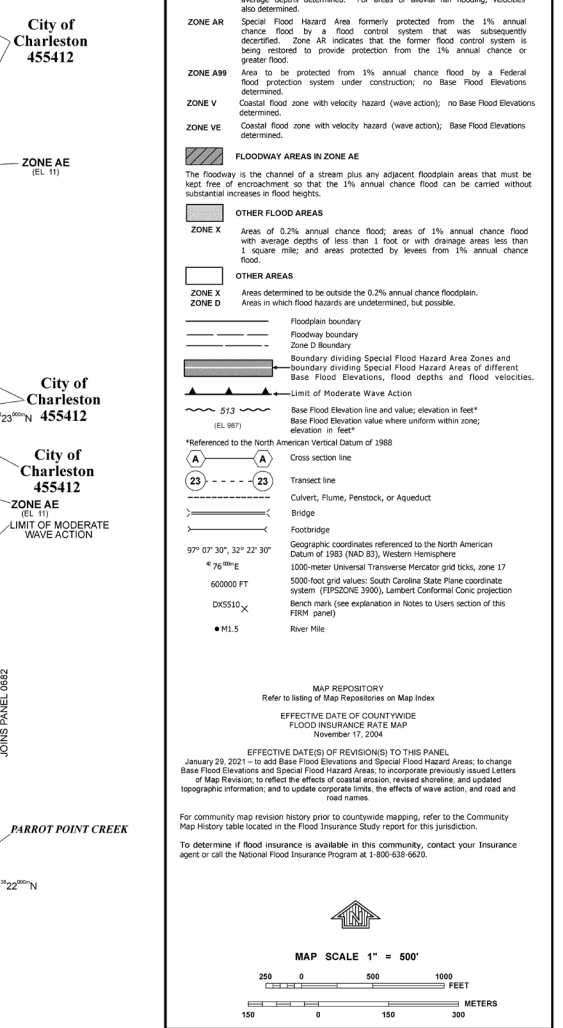 City of
Charleston
455412
ZONE AE
(EL 11)
City of
Charleston
23⁰⁰⁰ᵐN 455412
City of
Charleston
455412
ZONE AE
(EL 11)
LIMIT OF MODERATE
WAVE ACTION
JOINS PANEL 0682
PARROT POINT CREEK
³⁶22⁰⁰⁰ᵐN
also determined.
ZONE AR Special Flood Hazard Area formerly protected from the 1% annual
chance flood by a flood control system that was subsequently
decertified. Zone AR indicates that the former flood control system is
being restored to provide protection from the 1% annual chance or
greater flood.
ZONE A99 Area to be protected from 1% annual chance flood by a Federal
flood protection system under construction; no Base Flood Elevations
determined.
ZONE V Coastal flood zone with velocity hazard (wave action); no Base Flood Elevations
determined.
ZONE VE Coastal flood zone with velocity hazard (wave action); Base Flood Elevations
determined.
FLOODWAY AREAS IN ZONE AE
The floodway is the channel of a stream plus any adjacent floodplain areas that must be
kept free of encroachment so that the 1% annual chance flood can be carried without
substantial increases in flood heights.
OTHER FLOOD AREAS
ZONE X Areas of 0.2% annual chance flood; areas of 1% annual chance flood
with average depths of less than 1 foot or with drainage areas less than
1 square mile; and areas protected by levees from 1% annual chance
flood.
OTHER AREAS
ZONE X Areas determined to be outside the 0.2% annual chance floodplain.
ZONE D Areas in which flood hazards are undetermined, but possible.
Floodplain boundary
Floodway boundary
Zone D Boundary
Boundary dividing Special Flood Hazard Area Zones and
boundary dividing Special Flood Hazard Areas of different
Base Flood Elevations, flood depths and flood velocities.
Limit of Moderate Wave Action
513 Base Flood Elevation line and value; elevation in feet*
(EL 987) Base Flood Elevation value where uniform within zone;
elevation in feet*
*Referenced to the North American Vertical Datum of 1988
A A Cross section line
23 23 Transect line
Culvert, Flume, Penstock, or Aqueduct
Bridge
Footbridge
97° 07' 30", 32° 22' 30" Geographic coordinates referenced to the North American
Datum of 1983 (NAD 83), Western Hemisphere
⁴²76⁰⁰⁰ᵐE 1000-meter Universal Transverse Mercator grid ticks, zone 17
600000 FT 5000-foot grid values: South Carolina State Plane coordinate
system (FIPSZONE 3900), Lambert Conformal Conic projection
DX5510 Bench mark (see explanation in Notes to Users section of this
FIRM panel)
M1.5 River Mile
MAP REPOSITORY
Refer to listing of Map Repositories on Map Index
EFFECTIVE DATE OF COUNTYWIDE
FLOOD INSURANCE RATE MAP
November 17, 2004
EFFECTIVE DATE(S) OF REVISION(S) TO THIS PANEL
January 29, 2021 – to add Base Flood Elevations and Special Flood Hazard Areas; to change
Base Flood Elevations and Special Flood Hazard Areas; to incorporate previously issued Letters
of Map Revision; to reflect the effects of coastal erosion, revised shoreline, and updated
topographic information; and to update corporate limits, the effects of wave action, and road and
road names.
For community map revision history prior to countywide mapping, refer to the Community
Map History table located in the Flood Insurance Study report for this jurisdiction.
To determine if flood insurance is available in this community, contact your Insurance
agent or call the National Flood Insurance Program at 1-800-638-6620.
N
MAP SCALE 1" = 500'
250 0 500 1000
FEET
METERS
150 0 150 300